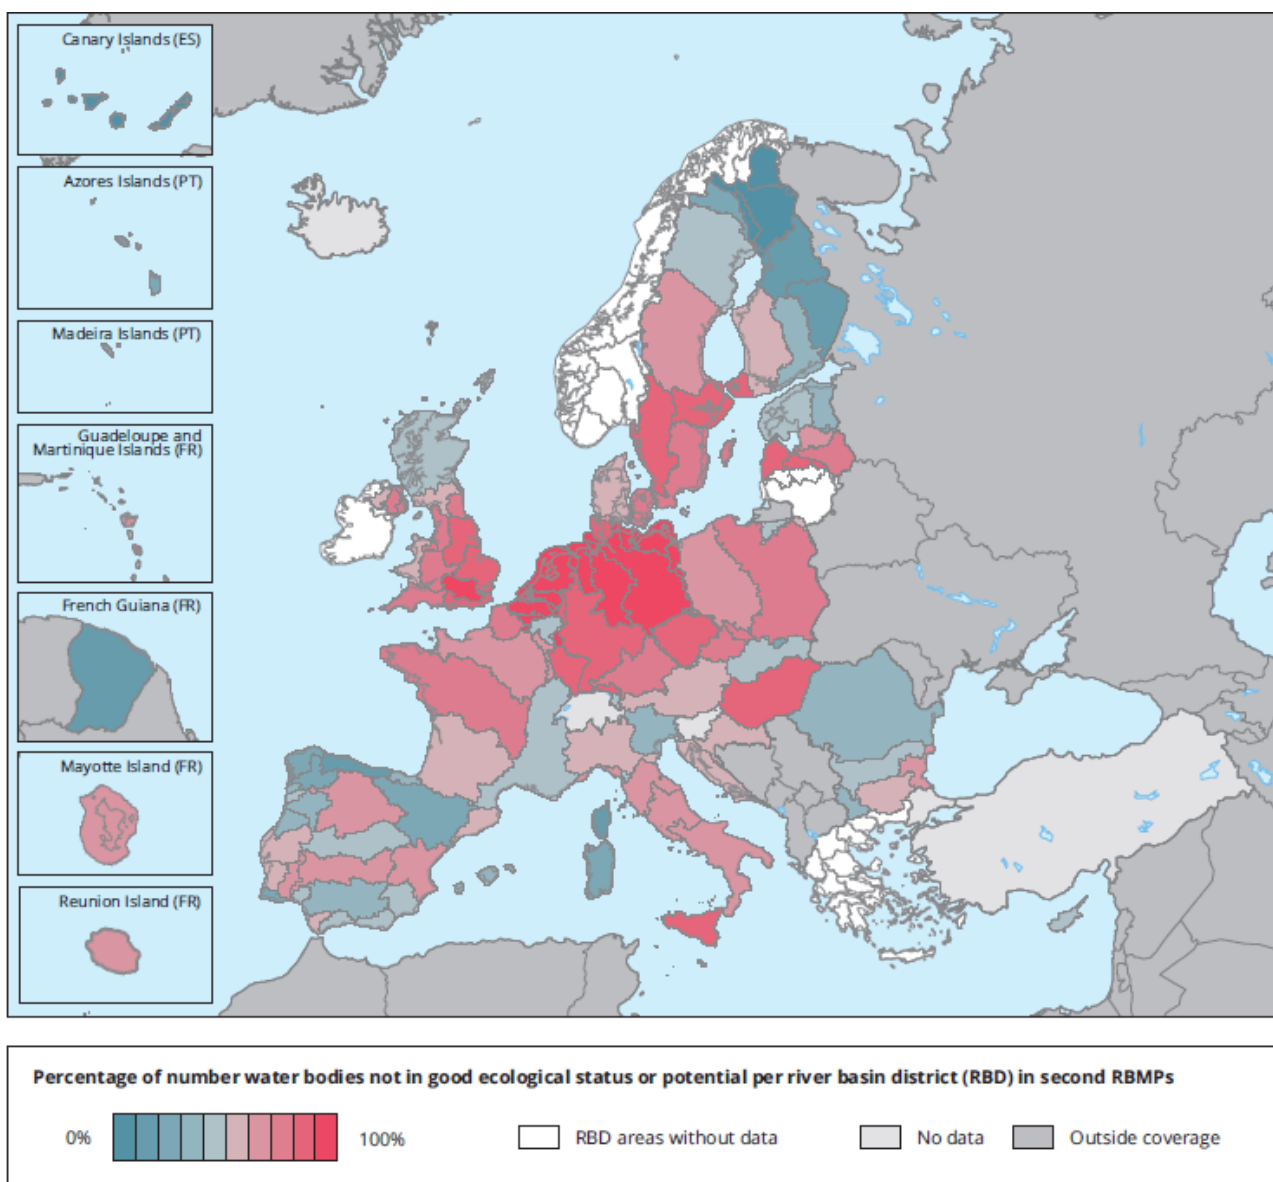 Canary Islands (ES)
Azores Islands (PT)
Madeira Islands (PT)
Guadeloupe and
Martinique Islands (FR)
French Guiana (FR)
Mayotte Island (FR)
Reunion Island (FR)
Percentage of number water bodies not in good ecological status or potential per river basin district (RBD) in second RBMPs
0%
100%
RBD areas without data
No data
Outside coverage